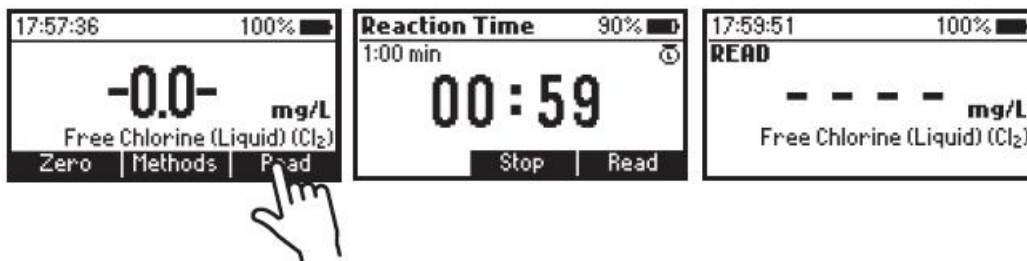 17:57:36 100%
-0.0- mg/L
Free Chlorine (Liquid) (Cl₂)
Zero Methods Read
Reaction Time 90%
1:00 min
00:59
Stop Read
17:59:51 100%
READ
- - - - mg/L
Free Chlorine (Liquid) (Cl₂)